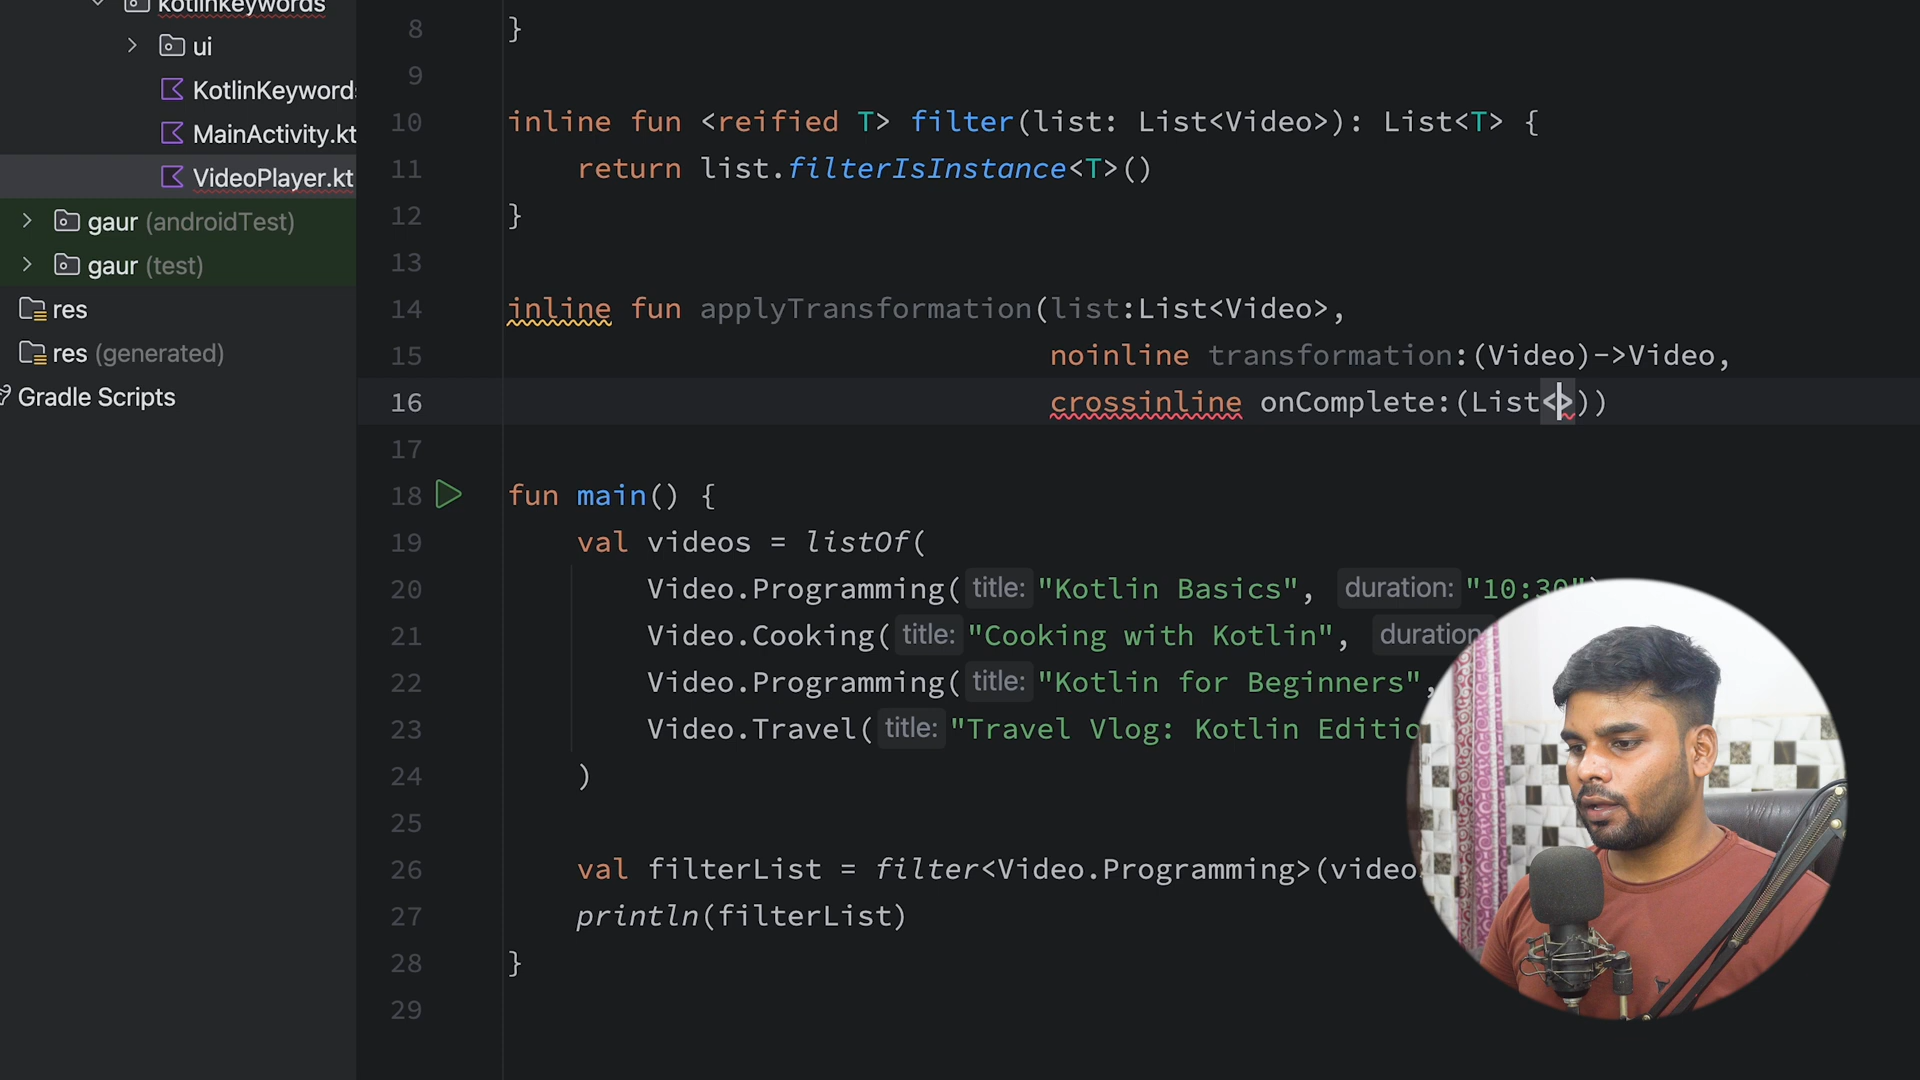 kotlinkeywords
ui
KotlinKeywords
MainActivity.kt
VideoPlayer.kt
gaur (androidTest)
gaur (test)
res
res (generated)
Gradle Scripts
8 }
9
10 inline fun <reified T> filter(list: List<Video>): List<T> {
11 return list.filterIsInstance<T>()
12 }
13
14 inline fun applyTransformation(list:List<Video>,
15 noinline transformation:(Video)->Video,
16 crossinline onComplete:(List<>))
17
18 fun main() {
19 val videos = listOf(
20 Video.Programming( title: "Kotlin Basics", duration: "10:30")
21 Video.Cooking( title: "Cooking with Kotlin", duration
22 Video.Programming( title: "Kotlin for Beginners",
23 Video.Travel( title: "Travel Vlog: Kotlin Editio
24 )
25
26 val filterList = filter<Video.Programming>(video
27 println(filterList)
28 }
29